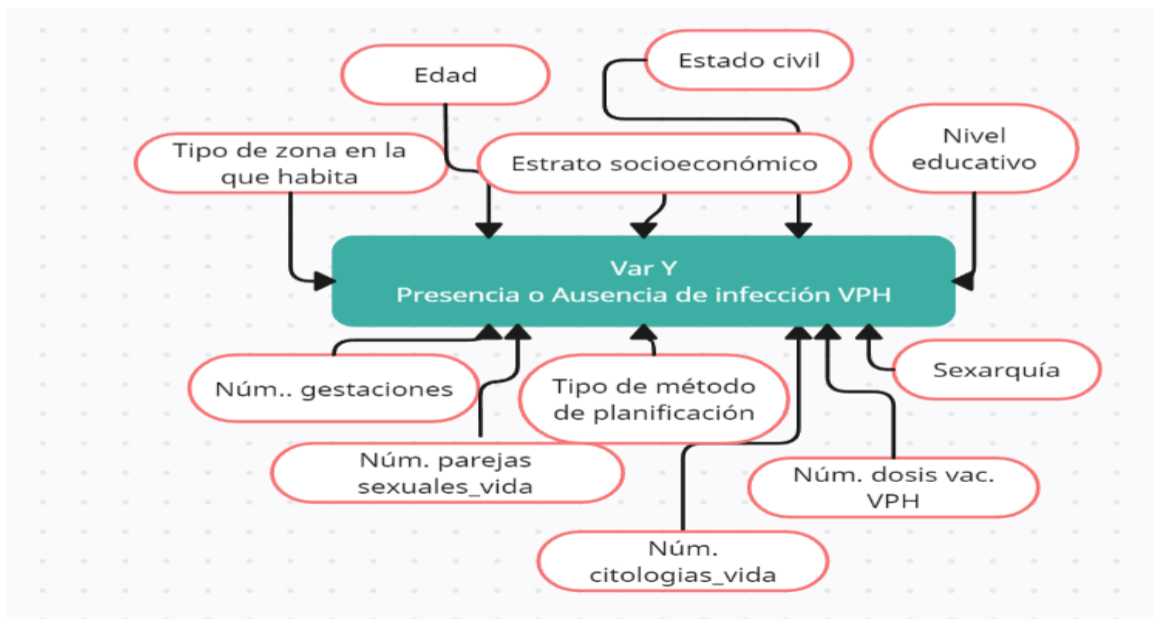 Estado civil
Edad
Tipo de zona en la
que habita
Estrato socioeconómico
Nivel
educativo
Var Y
Presencia o Ausencia de infección VPH
Núm.. gestaciones
Tipo de método
de planificación
Sexarquía
Núm. parejas
sexuales_vida
Núm. dosis vac.
VPH
Núm.
citologias_vida